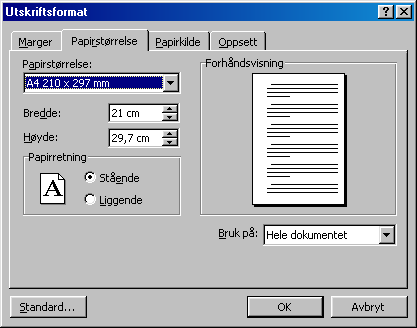 Utskriftsformat
Marger
Papirstørrelse
Papirkilde
Oppsett
Papirstørrelse:
A4 210 x 297 mm
Bredde:
21 cm
Høyde:
29,7 cm
Papirretning
A
Stående
Liggende
Forhåndsvisning
Bruk på:
Hele dokumentet
Standard...
OK
Avbryt